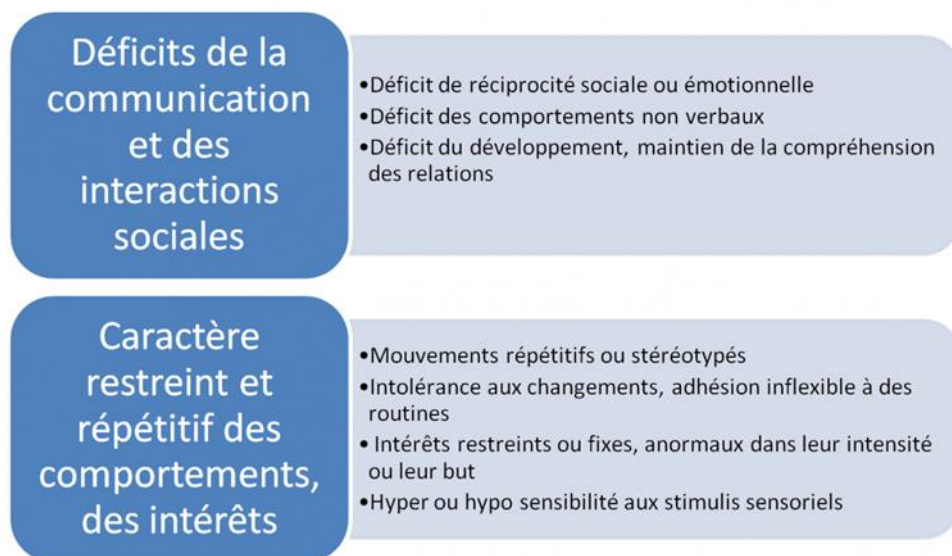 Déficits de la
communication
et des
interactions
sociales
•Déficit de réciprocité sociale ou émotionnelle
•Déficit des comportements non verbaux
•Déficit du développement, maintien de la compréhension
des relations
Caractère
restreint et
répétitif des
comportements,
des intérêts
•Mouvements répétitifs ou stéréotypés
•Intolérance aux changements, adhésion inflexible à des
routines
• Intérêts restreints ou fixes, anormaux dans leur intensité
ou leur but
•Hyper ou hypo sensibilité aux stimulis sensoriels